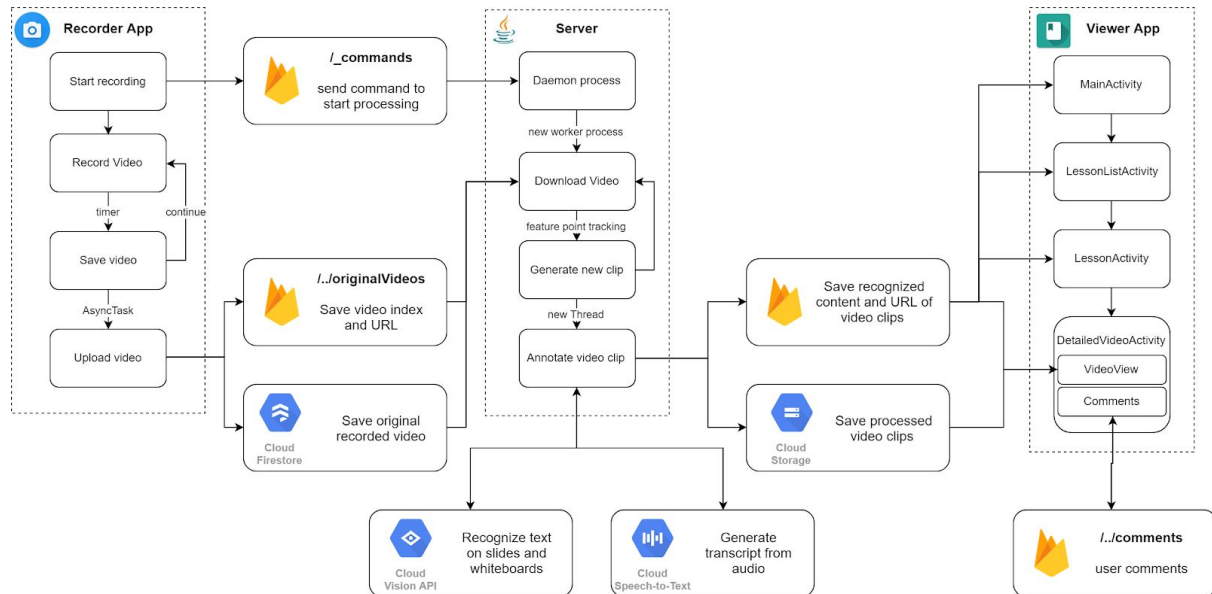 Recorder App
Start recording
Record Video
timer
continue
Save video
AsyncTask
Upload video
/_commands
send command to
start processing
/../originalVideos
Save video index
and URL
Cloud
Firestore
Save original
recorded video
Server
Daemon process
new worker process
Download Video
feature point tracking
Generate new clip
new Thread
Annotate video clip
Cloud
Vision API
Recognize text
on slides and
whiteboards
Cloud
Speech-to-Text
Generate
transcript from
audio
Save recognized
content and URL of
video clips
Cloud
Storage
Save processed
video clips
Viewer App
MainActivity
LessonListActivity
LessonActivity
DetailedVideoActivity
VideoView
Comments
/../comments
user comments